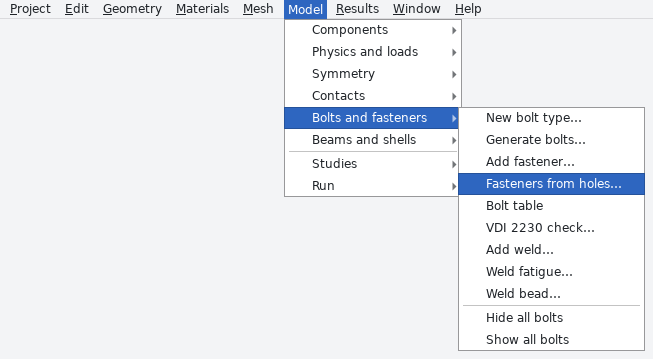 Project Edit Geometry Materials Mesh Model Results Window Help
Components
Physics and loads
Symmetry
Contacts
Bolts and fasteners
Beams and shells
Studies
Run
New bolt type...
Generate bolts...
Add fastener...
Fasteners from holes...
Bolt table
VDI 2230 check...
Add weld...
Weld fatigue...
Weld bead...
Hide all bolts
Show all bolts